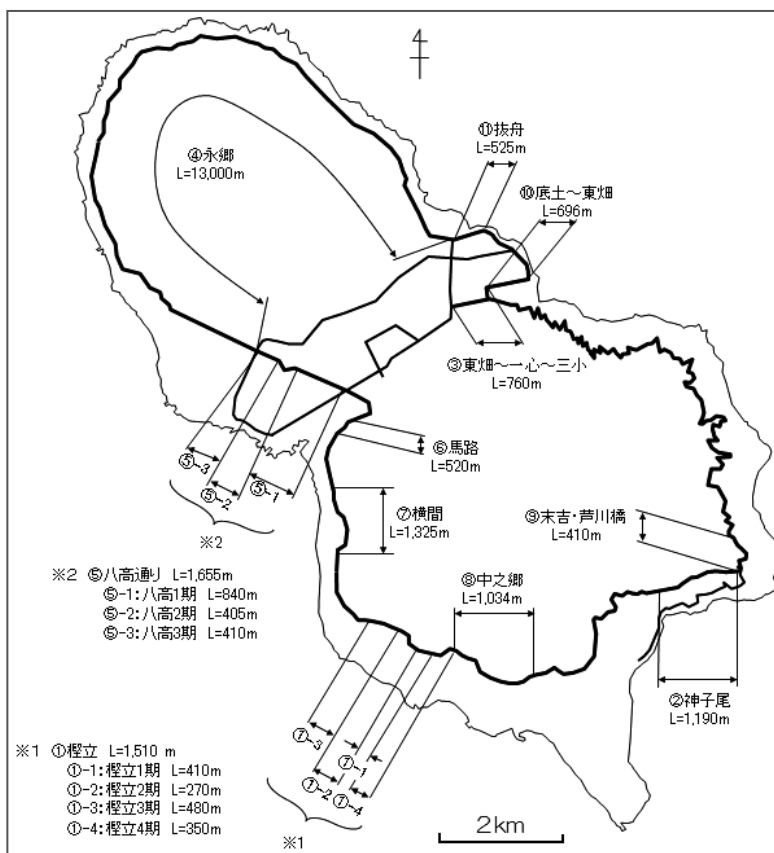 4
⑪抜舟
L=525m
④永郷
L=13,000m
⑩底土～東畑
L=696m
③東畑～一心～三小
L=760m
⑥馬路
L=520m
⑤-3
⑤-2
⑤-1
※2
⑦横間
L=1,325m
⑨末吉・芦川橋
L=410m
※2 ⑤八高通り L=1,655m
⑤-1:八高1期 L=840m
⑤-2:八高2期 L=405m
⑤-3:八高3期 L=410m
⑧中之郷
L=1,034m
②神子尾
L=1,190m
①-3
①-1
①-2
①-4
※1
※1 ①樫立 L=1,510 m
①-1:樫立1期 L=410m
①-2:樫立2期 L=270m
①-3:樫立3期 L=480m
①-4:樫立4期 L=350m
2km